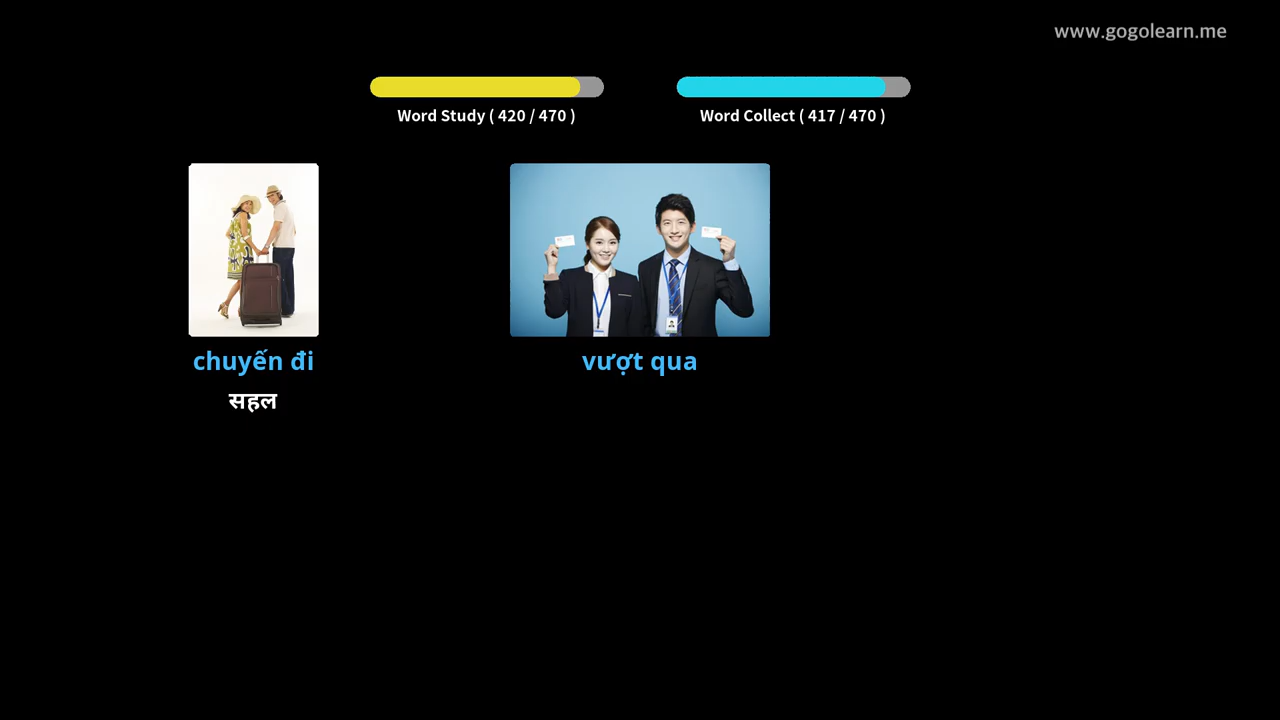 www.gogolearn.me
Word Study ( 420 / 470 )
Word Collect ( 417 / 470 )
chuyến đi
सहल
vượt qua